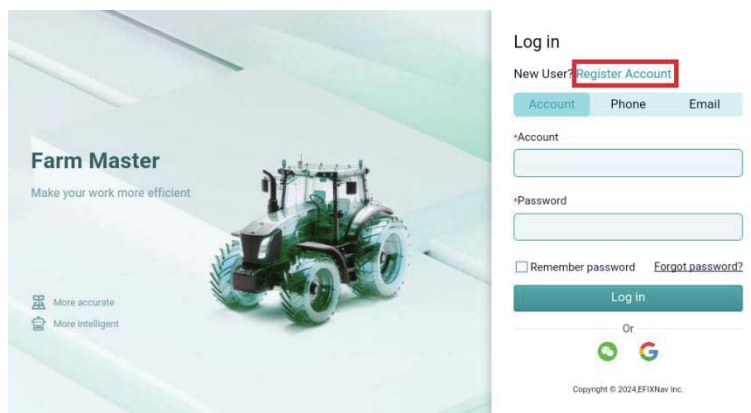 Farm Master
Make your work more efficient
More accurate
More intelligent
Log in
New User? Register Account
Account Phone Email
*Account
*Password
Remember password Forgot password?
Log in
Or
Copyright © 2024,EFIXNav Inc.